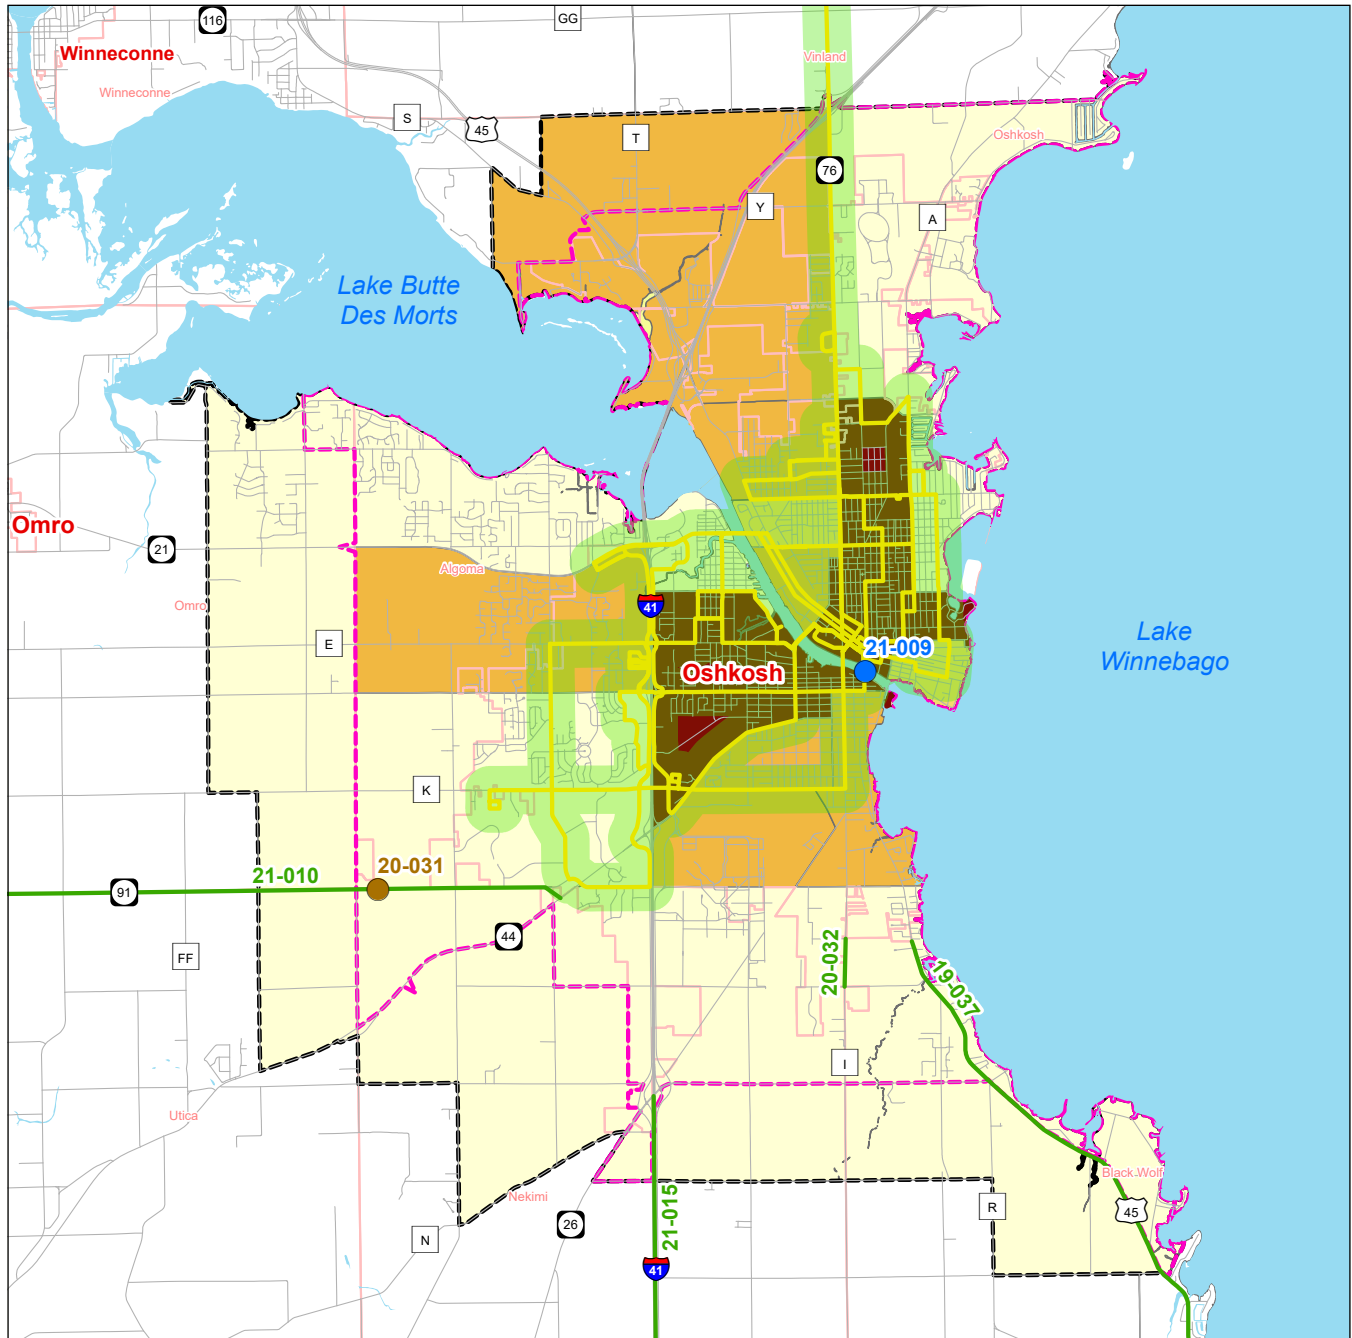 116
GG
Winneconne
Vinland
Winneconne
S
45
T
Oshkosh
76
Y
A
Lake Butte
Des Morts
Omro
21
Algoma
Omro
41
E
Lake
Winnebago
21-009
Oshkosh
K
20-031
21-010
91
44
FF
20-032
19-037
I
Utica
Black Wolf
Nekimi
R
45
26
N
21-015
41